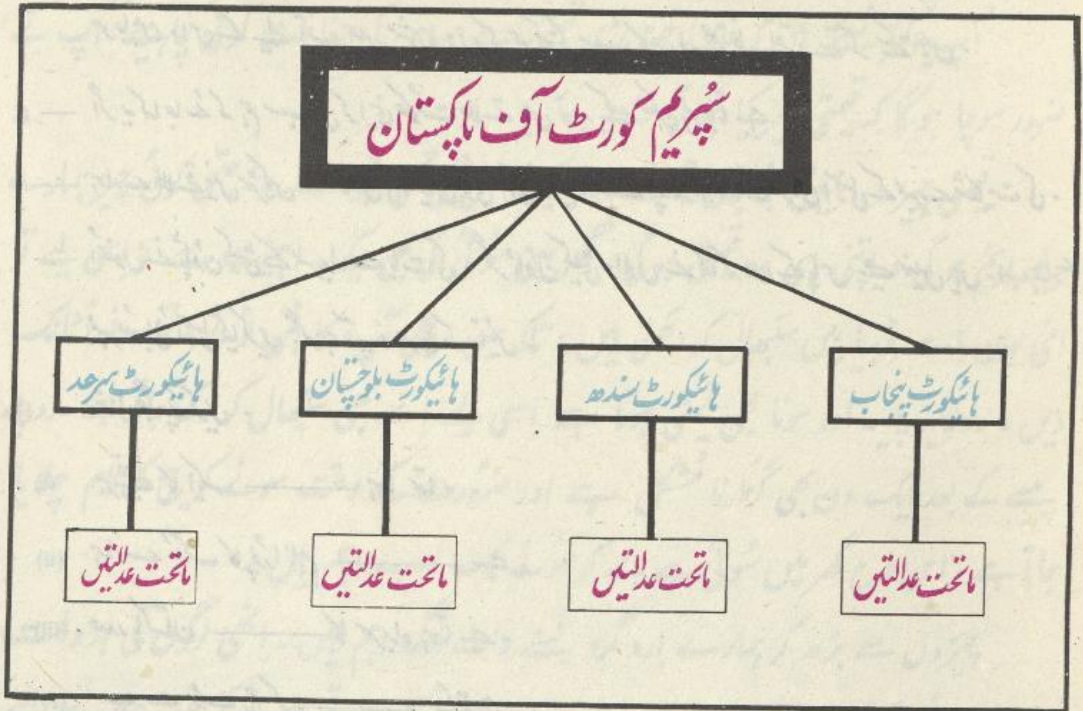 سُپریم کورٹ آف پاکستان
ہائیکورٹ پنجاب
ہائیکورٹ سندھ
ہائیکورٹ بلوچستان
ہائیکورٹ سرحد
ماتحت عدالتیں
ماتحت عدالتیں
ماتحت عدالتیں
ماتحت عدالتیں